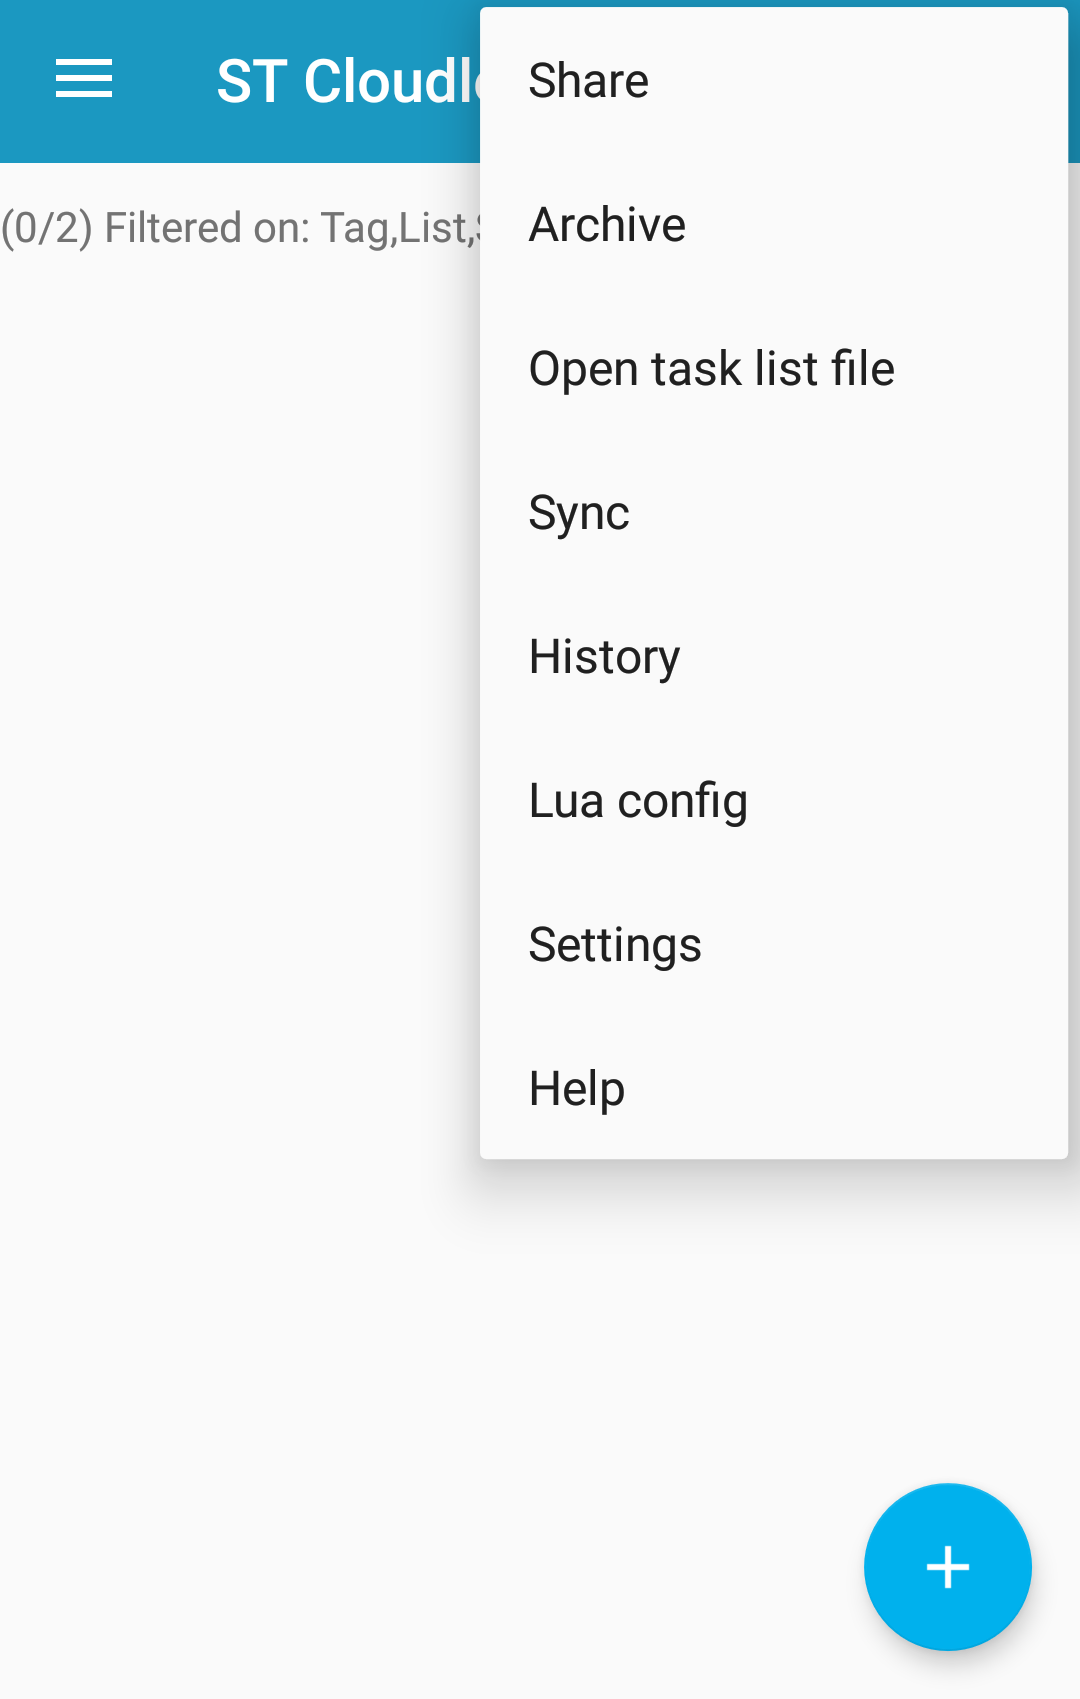 ST Cloudl
Share
(0/2) Filtered on: Tag,List,
Archive
Open task list file
Sync
History
Lua config
Settings
Help